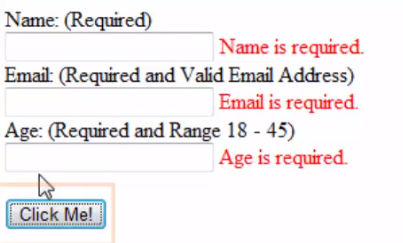 Name: (Required)
Name is required.
Email: (Required and Valid Email Address)
Email is required.
Age: (Required and Range 18 - 45)
Age is required.
Click Me!